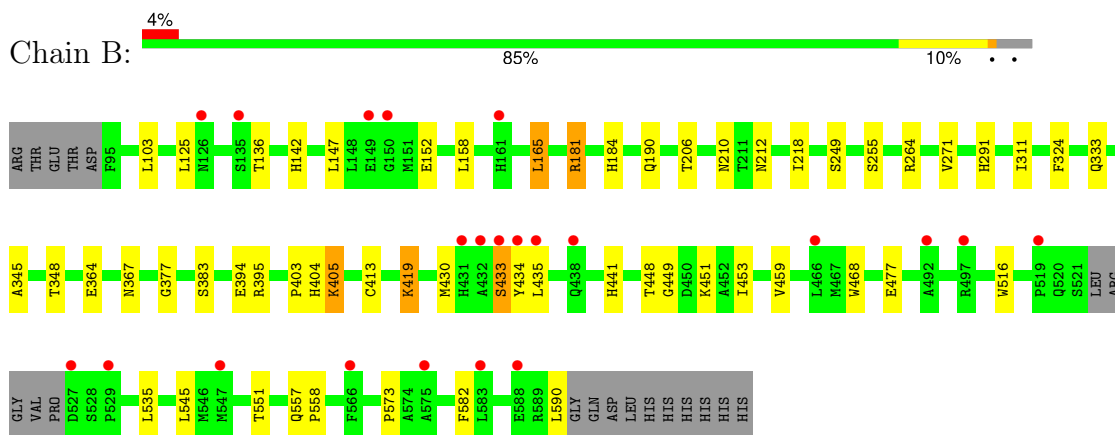 4%
Chain B:
85% 10% • •
ARG THR GLU THR ASP F95 L103 L125 N126 S135 T136 H142 L147 L148 E149 G150 M151 E152 L158 H161 L165 R181 H184 Q190 T206 N210 T211 N212 I218 S249 S255 R264 V271 H291 I311 F324 Q333
A345 T348 E364 N367 G377 S383 E394 R395 P403 H404 K405 C413 K419 M430 H431 A432 S433 Y434 L435 Q438 H441 T448 G449 D450 K451 A452 I453 V459 L466 M467 W468 E477 A492 R497 W516 P519 Q520 S521 LEU ARG
GLY VAL PRO D527 S528 P529 L535 L545 M546 M547 T551 Q557 P558 F566 P573 A574 A575 F582 L583 E588 R589 L590 GLY GLN ASP LEU HIS HIS HIS HIS HIS HIS